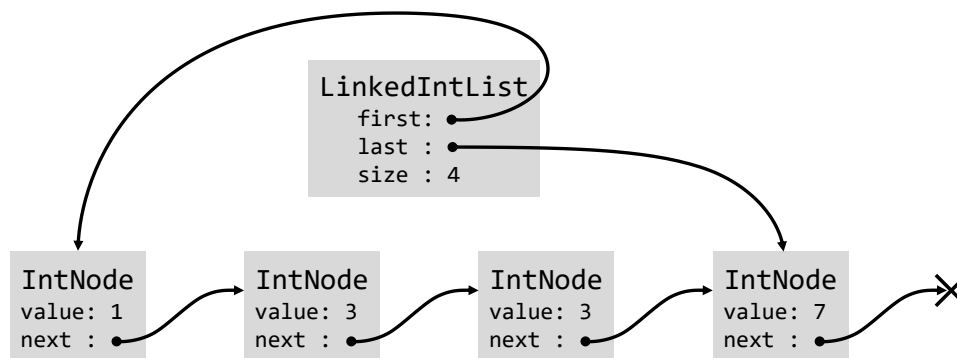 LinkedIntList
first:
last :
size : 4
IntNode
value: 1
next :
IntNode
value: 3
next :
IntNode
value: 3
next :
IntNode
value: 7
next :